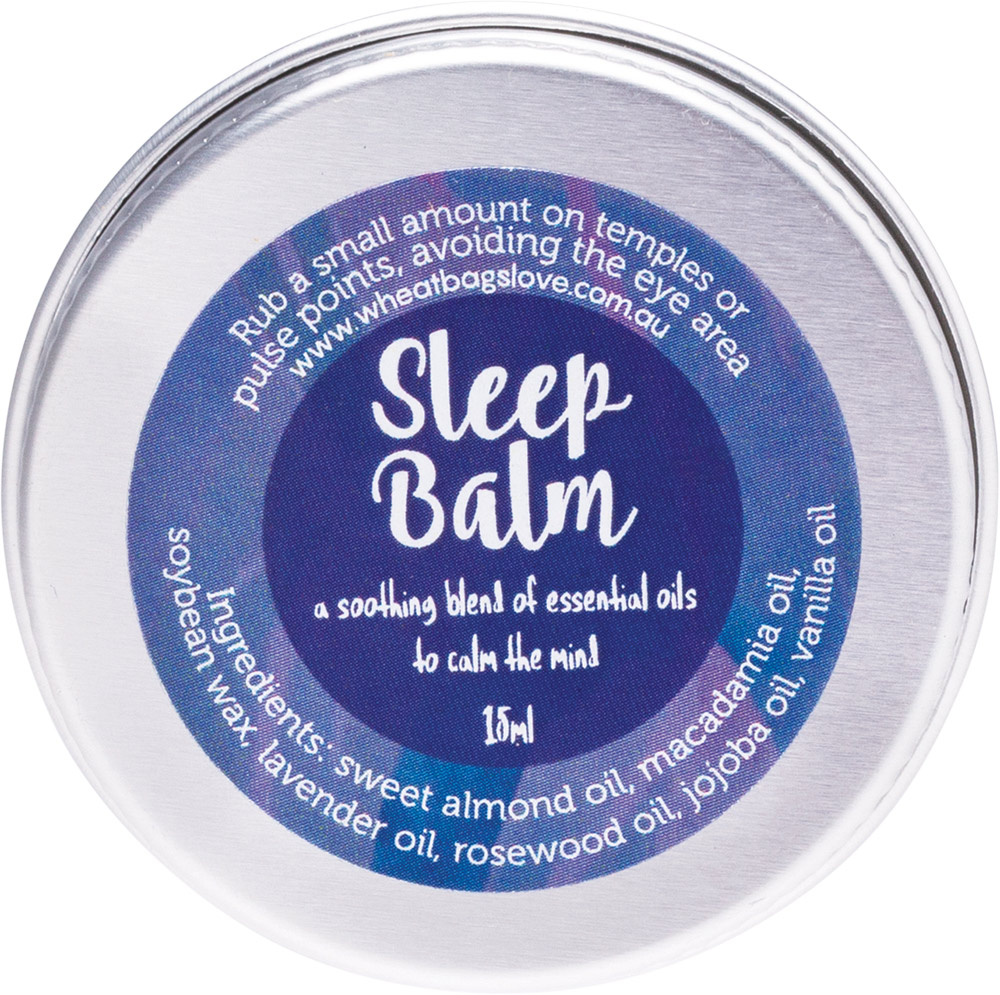 Rub a small amount on temples or
pulse points, avoiding the eye area
www.wheatbagslove.com.au
Sleep
Balm
a soothing blend of essential oils
to calm the mind
15ml
Ingredients: sweet almond oil, macadamia oil,
soybean wax, lavender oil, rosewood oil, jojoba oil, vanilla oil